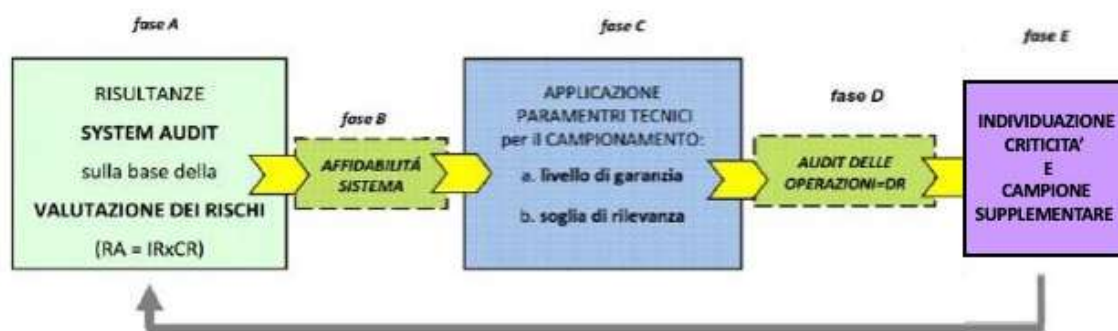 fase A
RISULTANZE
SYSTEM AUDIT
sulla base della
VALUTAZIONE DEI RISCHI
(RA = IRxCR)
fase B
AFFIDABILITÁ
SISTEMA
fase C
APPLICAZIONE
PARAMENTRI TECNICI
per il CAMPIONAMENTO:
a. livello di garanzia
b. soglia di rilevanza
fase D
AUDIT DELLE
OPERAZIONI=DR
fase E
INDIVIDUAZIONE
CRITICITA'
E
CAMPIONE
SUPPLEMENTARE